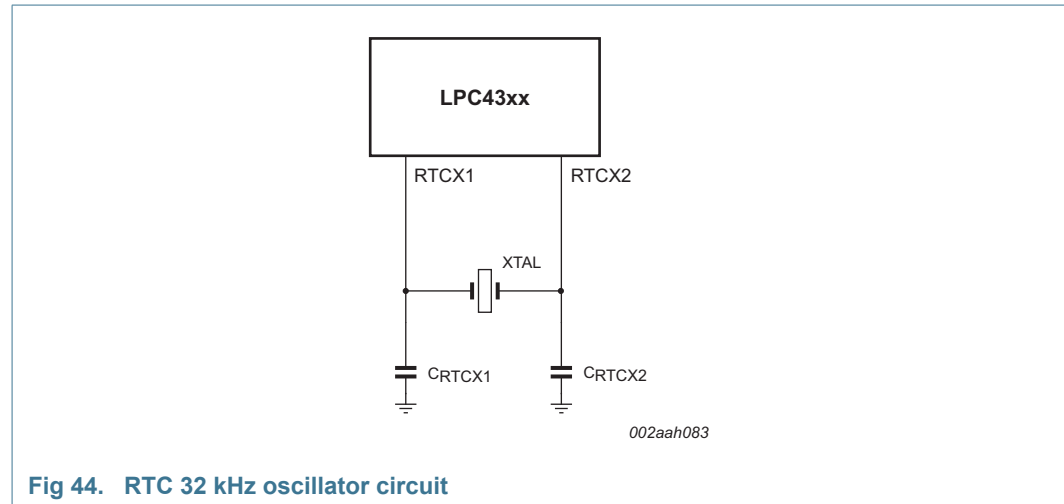 LPC43xx
RTCX1 RTCX2
XTAL
CRTCX1 CRTCX2
002aah083
Fig 44. RTC 32 kHz oscillator circuit